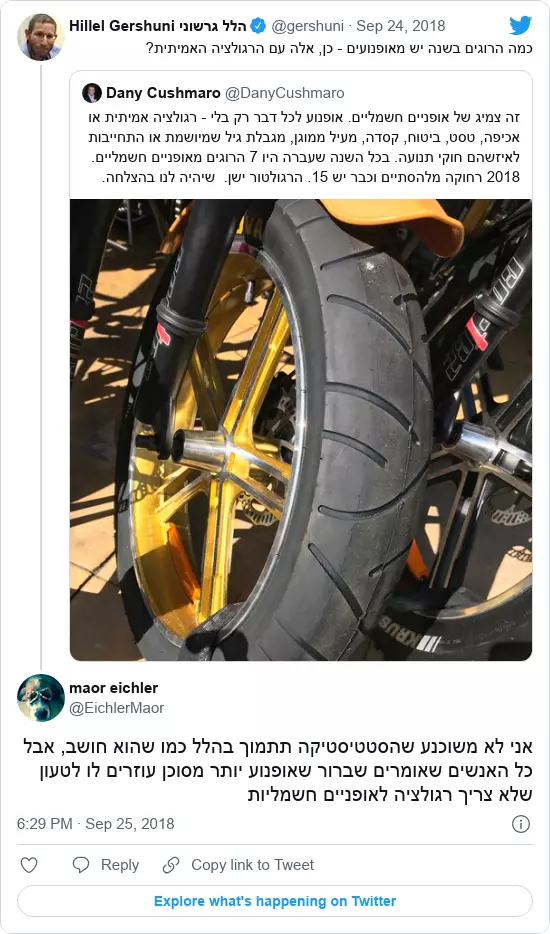 Hillel Gershuni הלל גרשוני @gershuni · Sep 24, 2018
כמה הרוגים בשנה יש מאופנועים - כן, אלה עם הרגולציה האמיתית?
Dany Cushmaro @DanyCushmaro
זה צמיג של אופניים חשמליים. אופנוע לכל דבר רק בלי - רגולציה אמיתית או
אכיפה, טסט, ביטוח, קסדה, מעיל ממוגן, מגבלת גיל שמיושמת או התחייבות
לאיזשהם חוקי תנועה. בכל השנה שעברה היו 7 הרוגים מאופניים חשמליים.
2018 רחוקה מלהסתיים וכבר יש 15. הרגולטור ישן. שיהיה לנו בהצלחה.
KRUS
maor eichler
@EichlerMaor
אני לא משוכנע שהסטטיסטיקה תתמוך בהלל כמו שהוא חושב, אבל
כל האנשים שאומרים שברור שאופנוע יותר מסוכן עוזרים לו לטעון
שלא צריך רגולציה לאופניים חשמליות
6:29 PM · Sep 25, 2018
Reply Copy link to Tweet
Explore what's happening on Twitter